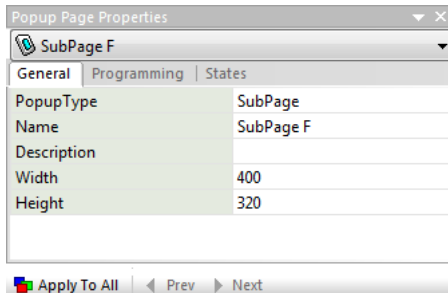 Popup Page Properties
SubPage F
General Programming States
PopupType SubPage
Name SubPage F
Description
Width 400
Height 320
Apply To All Prev Next